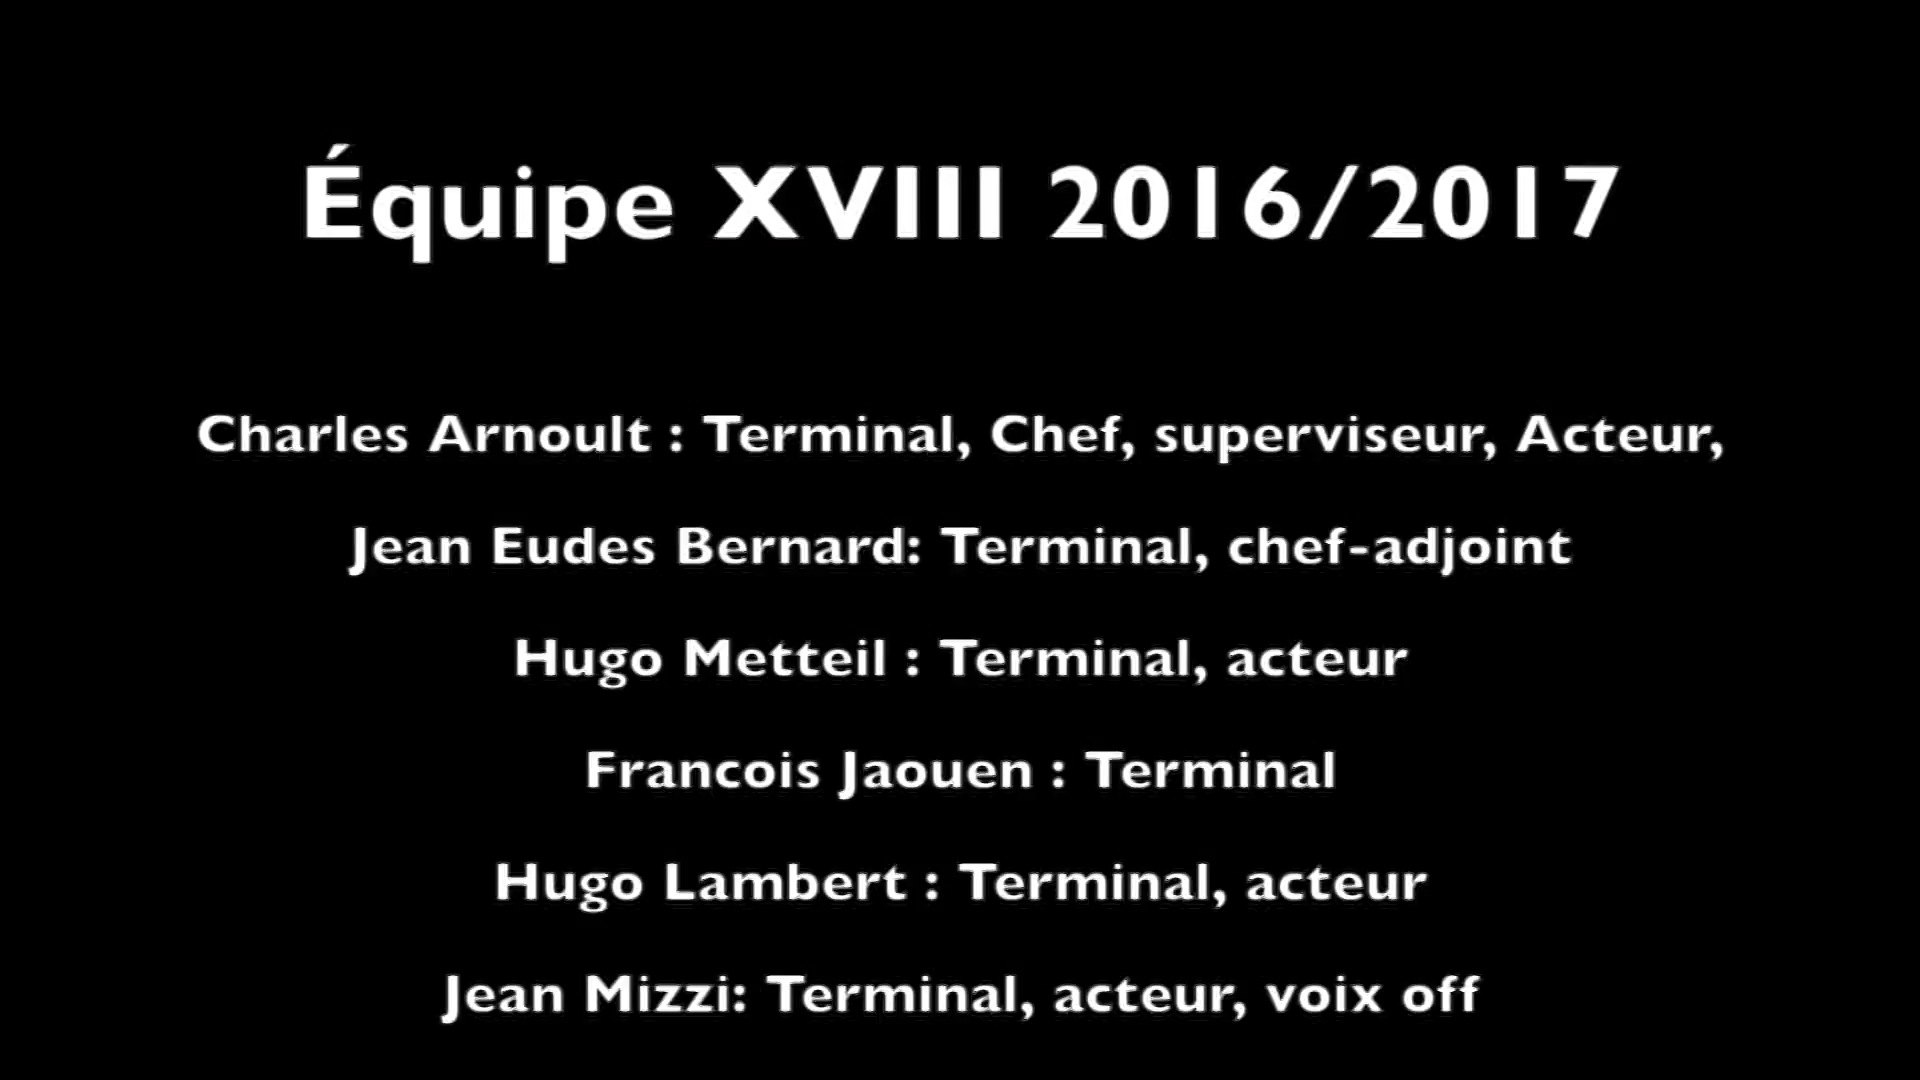 Équipe XVIII 2016/2017
Charles Arnoult : Terminal, Chef, superviseur, Acteur,
Jean Eudes Bernard: Terminal, chef-adjoint
Hugo Metteil : Terminal, acteur
Francois Jaouen : Terminal
Hugo Lambert : Terminal, acteur
Jean Mizzi: Terminal, acteur, voix off